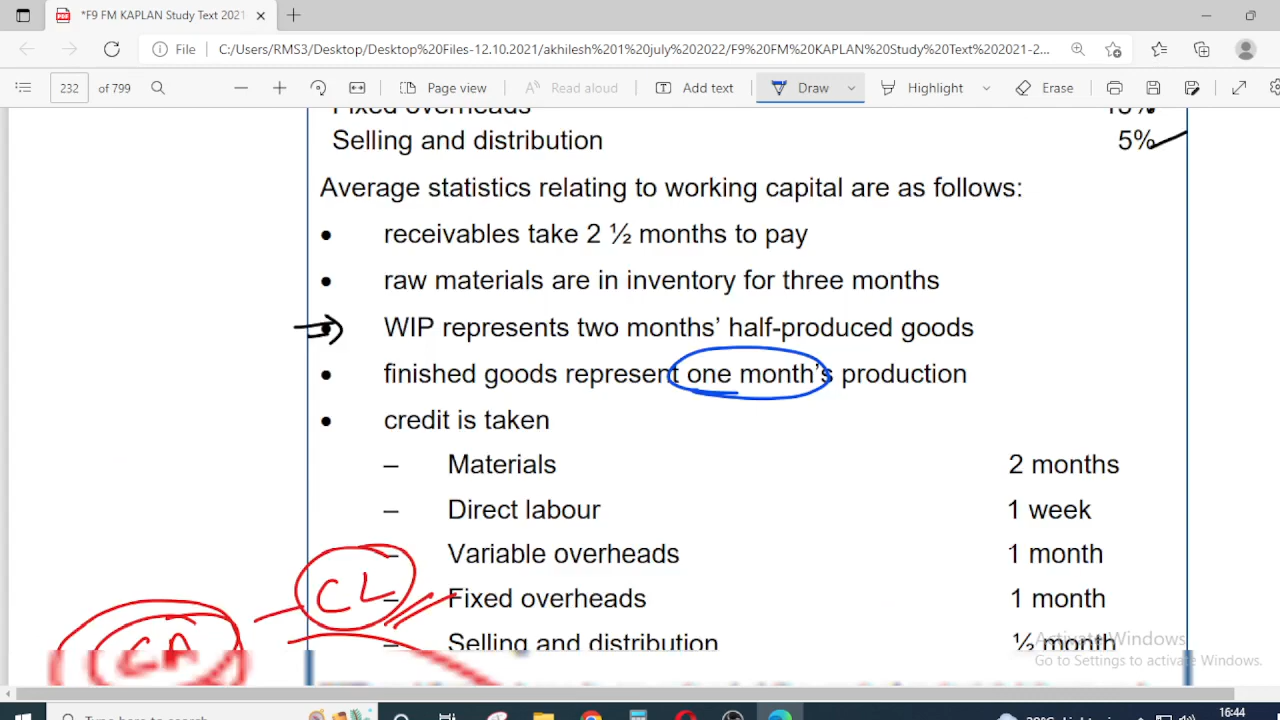 *F9 FM KAPLAN Study Text 2021
File C:/Users/RMS3/Desktop/Desktop%20Files-12.10.2021/akhilesh%201%20july%202022/F9%20FM%20KAPLAN%20Study%20Text%202021-2...
232 of 799 Page view Read aloud Add text Draw Highlight Erase
Fixed overheads
Selling and distribution 5%
Average statistics relating to working capital are as follows:
• receivables take 2 ½ months to pay
• raw materials are in inventory for three months
• WIP represents two months’ half-produced goods
• finished goods represent one month’s production
• credit is taken
– Materials 2 months
– Direct labour 1 week
– Variable overheads 1 month
CL
– Fixed overheads 1 month
CA
– Selling and distribution ½ month
Activate Windows
Go to Settings to activate Windows.
Type here to search
16:44